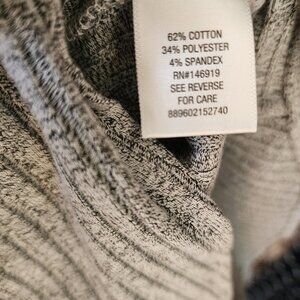 62% COTTON
34% POLYESTER
4% SPANDEX
RN#146919
SEE REVERSE
FOR CARE
889602152740